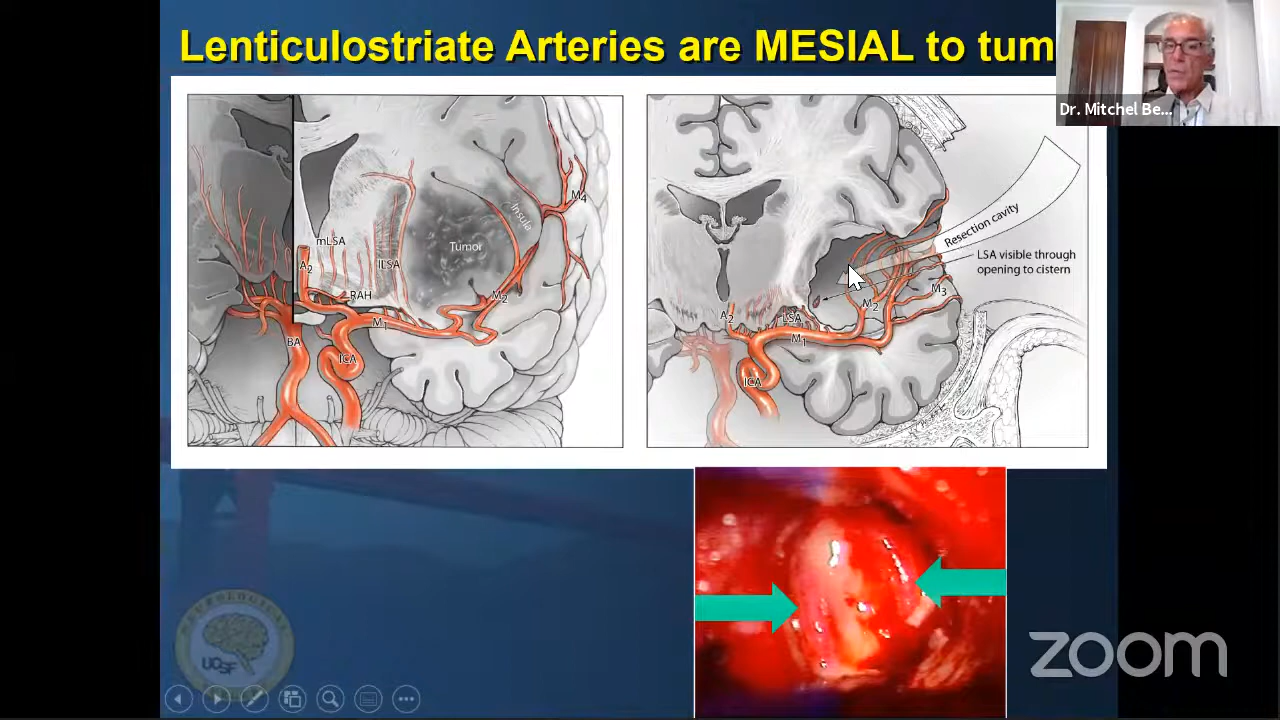 Lenticulostriate Arteries are MESIAL to tum
Dr. Mitchel Be...
mLSA
A2
lLSA
RAH
M1
BA
ICA
Tumor
Insula
M4
M2
Resection cavity
LSA visible through
opening to cistern
A2
LSA
M1
M2
M3
ICA
UCSF
zoom